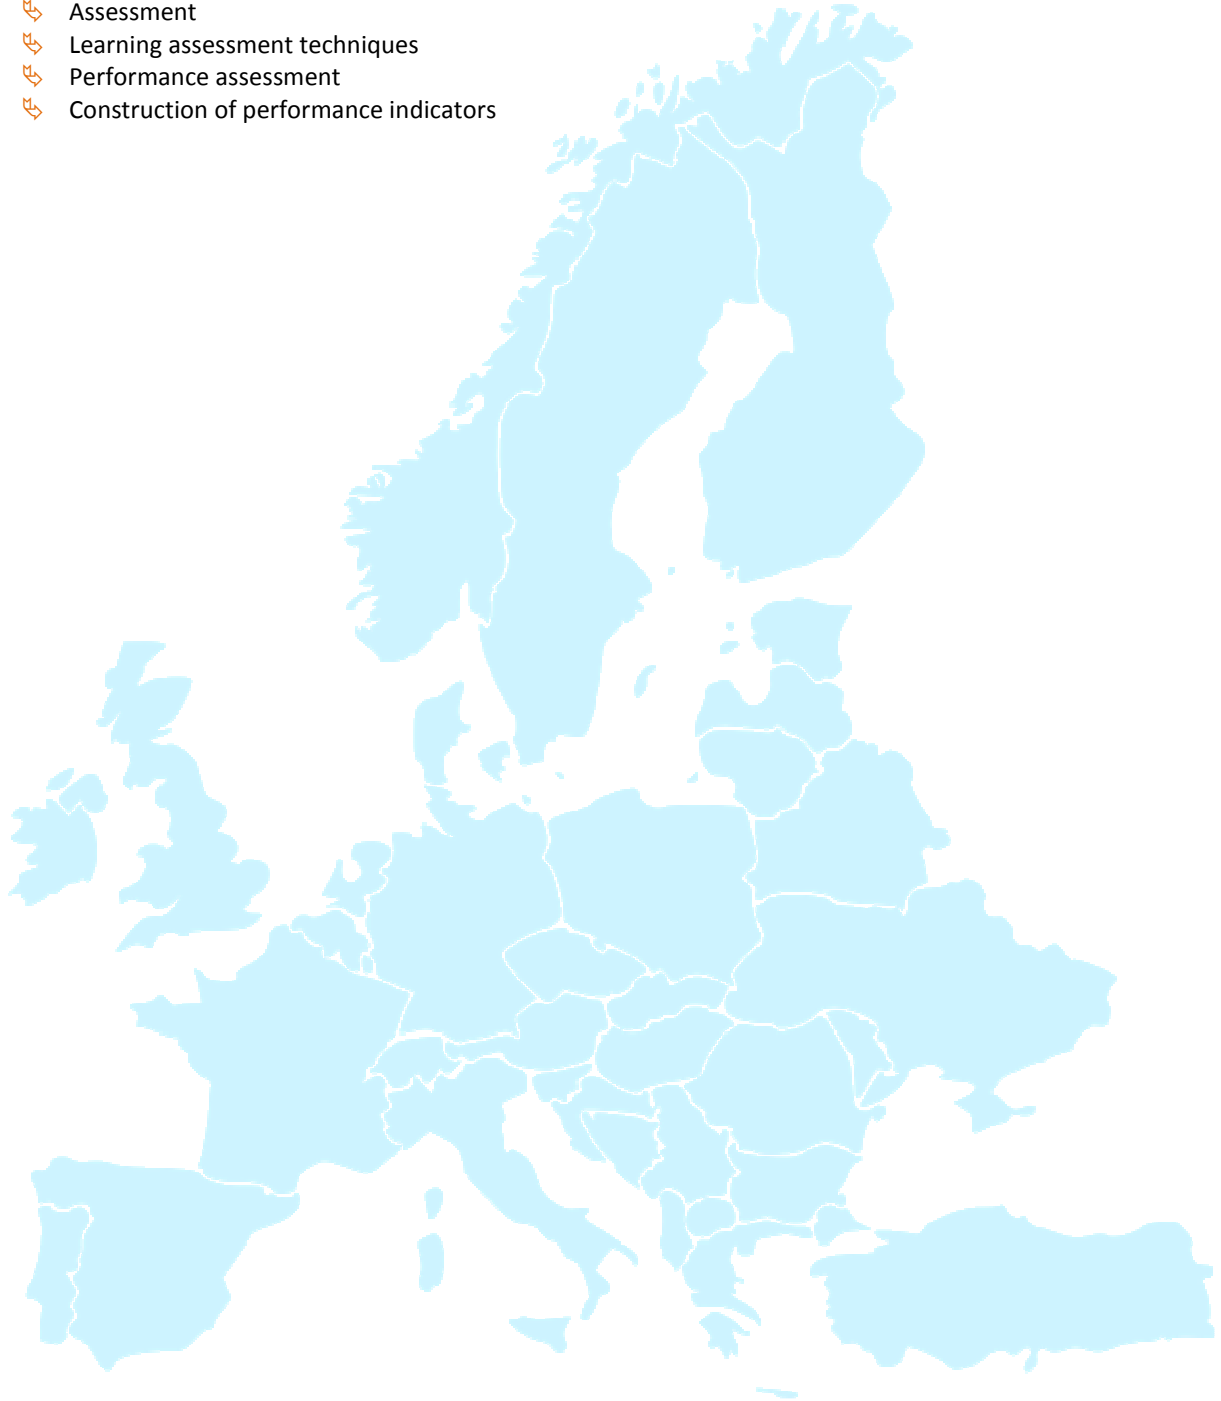 Assessment
Learning assessment techniques
Performance assessment
Construction of performance indicators